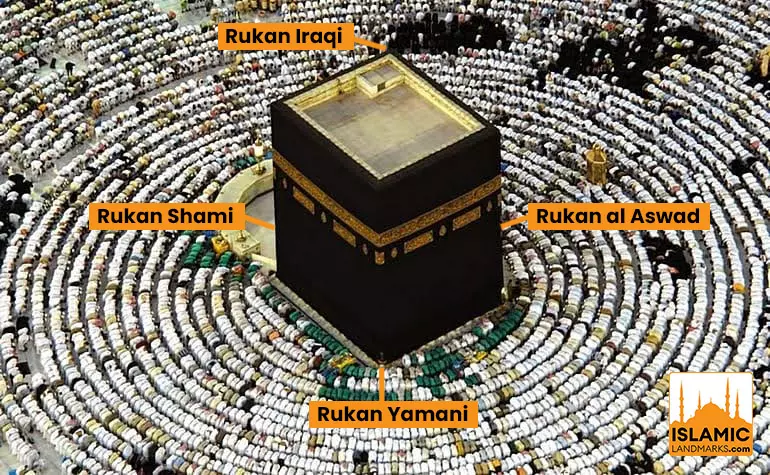 Rukan Iraqi
Rukan Shami
Rukan al Aswad
Rukan Yamani
ISLAMIC
LANDMARKS.com